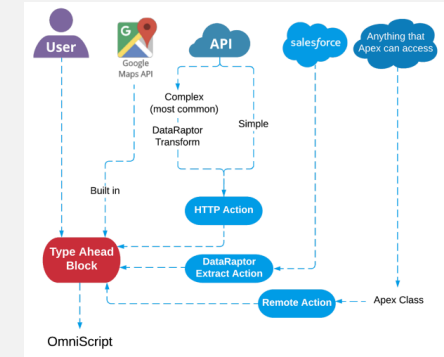 User
G
Google
Maps API
API
salesforce
Anything that
Apex can access
Complex
(most common)
DataRaptor
Transform
Simple
Built in
HTTP Action
Type Ahead
Block
DataRaptor
Extract Action
Remote Action
Apex Class
OmniScript